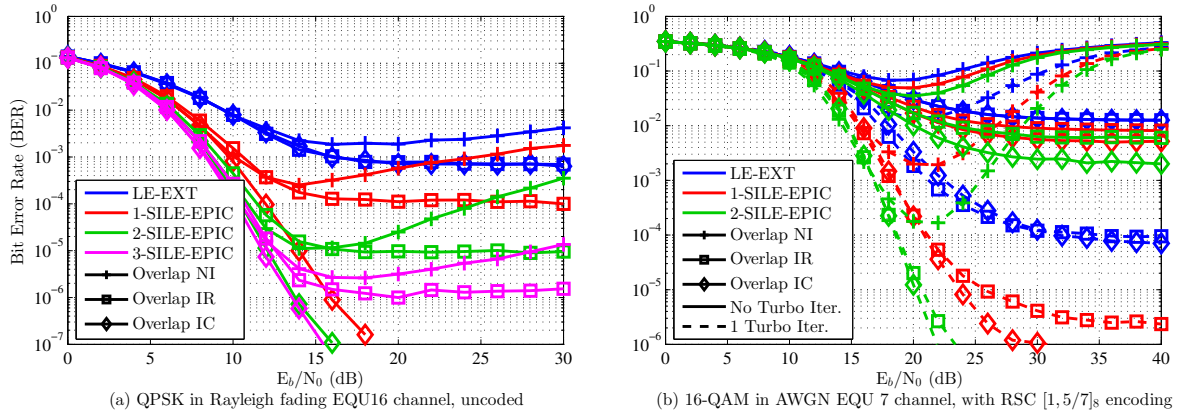 Bit Error Rate (BER)
10^0
10^-1
10^-2
10^-3
10^-4
10^-5
10^-6
10^-7
LE-EXT
1-SILE-EPIC
2-SILE-EPIC
3-SILE-EPIC
Overlap NI
Overlap IR
Overlap IC
0 5 10 15 20 25 30
E_b/N_0 (dB)
(a) QPSK in Rayleigh fading EQU16 channel, uncoded
10^0
10^-1
10^-2
10^-3
10^-4
10^-5
10^-6
LE-EXT
1-SILE-EPIC
2-SILE-EPIC
Overlap NI
Overlap IR
Overlap IC
No Turbo Iter.
1 Turbo Iter.
0 5 10 15 20 25 30 35 40
E_b/N_0 (dB)
(b) 16-QAM in AWGN EQU 7 channel, with RSC [1, 5/7]_8 encoding